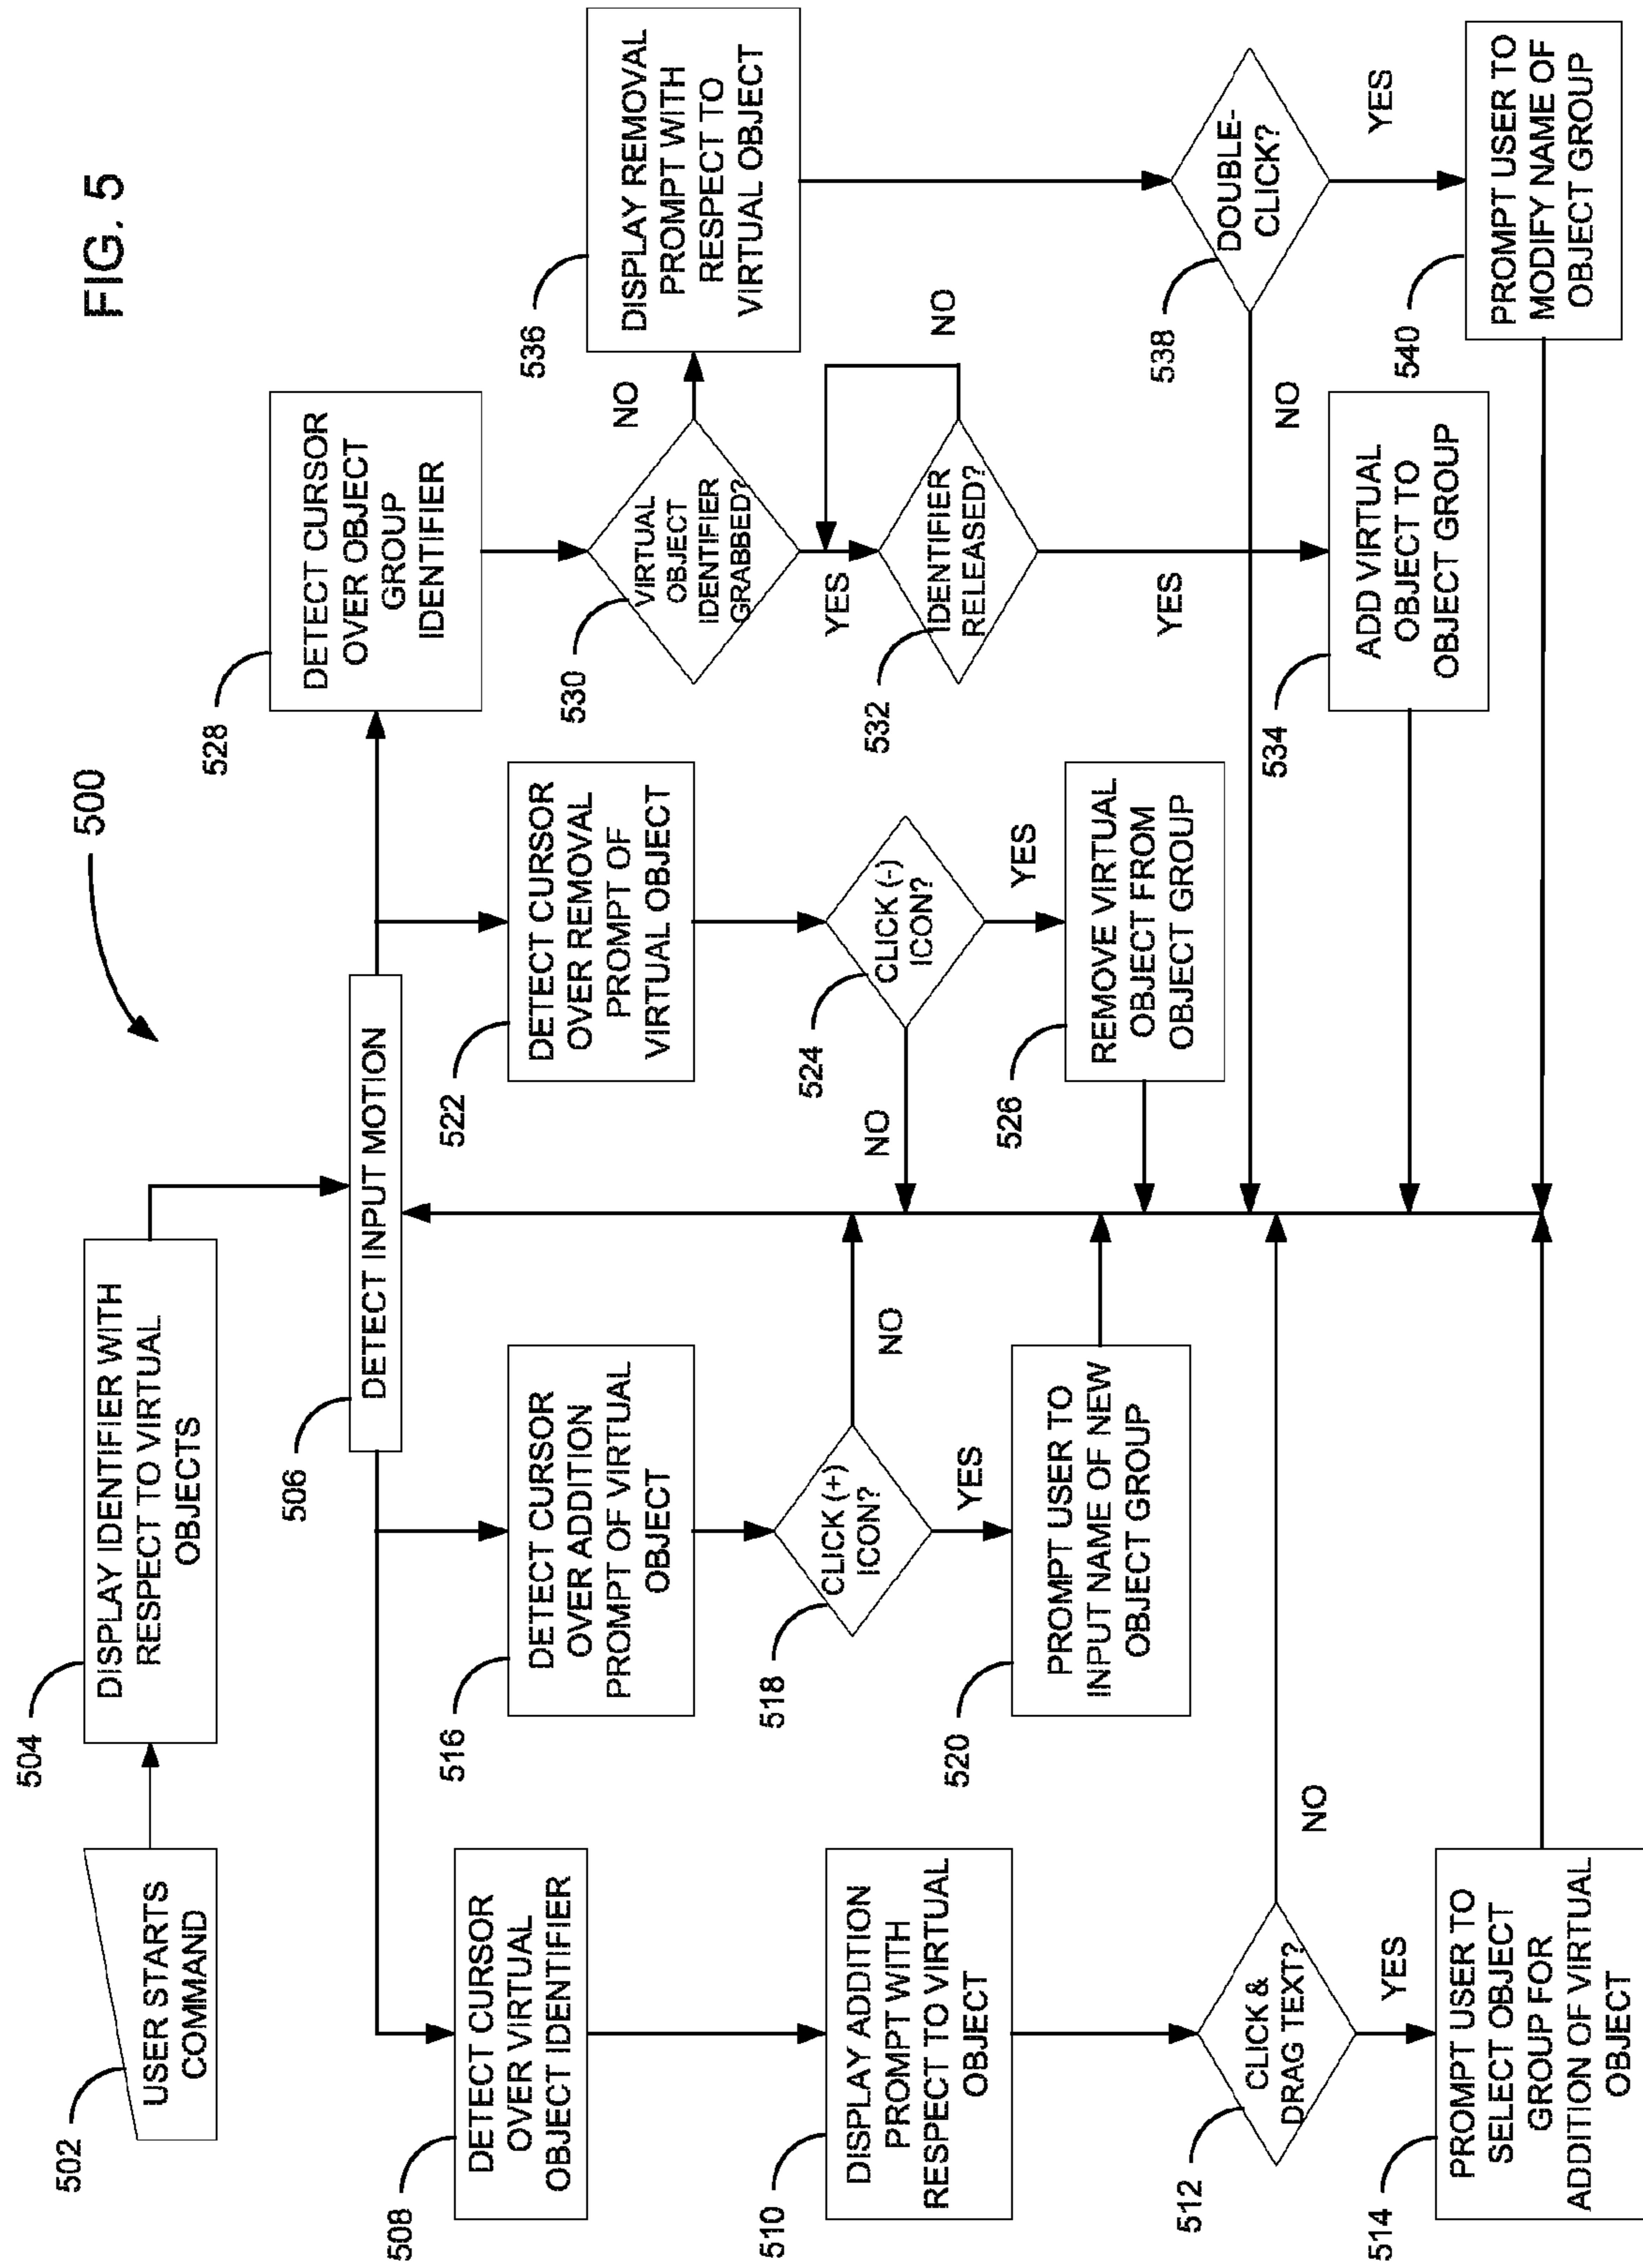 FIG. 5
500
502
USER STARTS
COMMAND
504
DISPLAY IDENTIFIER WITH
RESPECT TO VIRTUAL
OBJECTS
506
DETECT INPUT MOTION
508
DETECT CURSOR
OVER VIRTUAL
OBJECT IDENTIFIER
510
DISPLAY ADDITION
PROMPT WITH
RESPECT TO VIRTUAL
OBJECT
512
CLICK &
DRAG TEXT?
NO
YES
514
PROMPT USER TO
SELECT OBJECT
GROUP FOR
ADDITION OF VIRTUAL
OBJECT
516
DETECT CURSOR
OVER ADDITION
PROMPT OF VIRTUAL
OBJECT
518
CLICK (+)
ICON?
NO
YES
520
PROMPT USER TO
INPUT NAME OF NEW
OBJECT GROUP
522
DETECT CURSOR
OVER REMOVAL
PROMPT OF
VIRTUAL OBJECT
524
CLICK (-)
ICON?
NO
YES
526
REMOVE VIRTUAL
OBJECT FROM
OBJECT GROUP
528
DETECT CURSOR
OVER OBJECT
GROUP
IDENTIFIER
530
VIRTUAL
OBJECT
IDENTIFIER
GRABBED?
NO
YES
532
IDENTIFIER
RELEASED?
NO
YES
534
ADD VIRTUAL
OBJECT TO
OBJECT GROUP
536
DISPLAY REMOVAL
PROMPT WITH
RESPECT TO
VIRTUAL OBJECT
538
DOUBLE-
CLICK?
NO
YES
540
PROMPT USER TO
MODIFY NAME OF
OBJECT GROUP